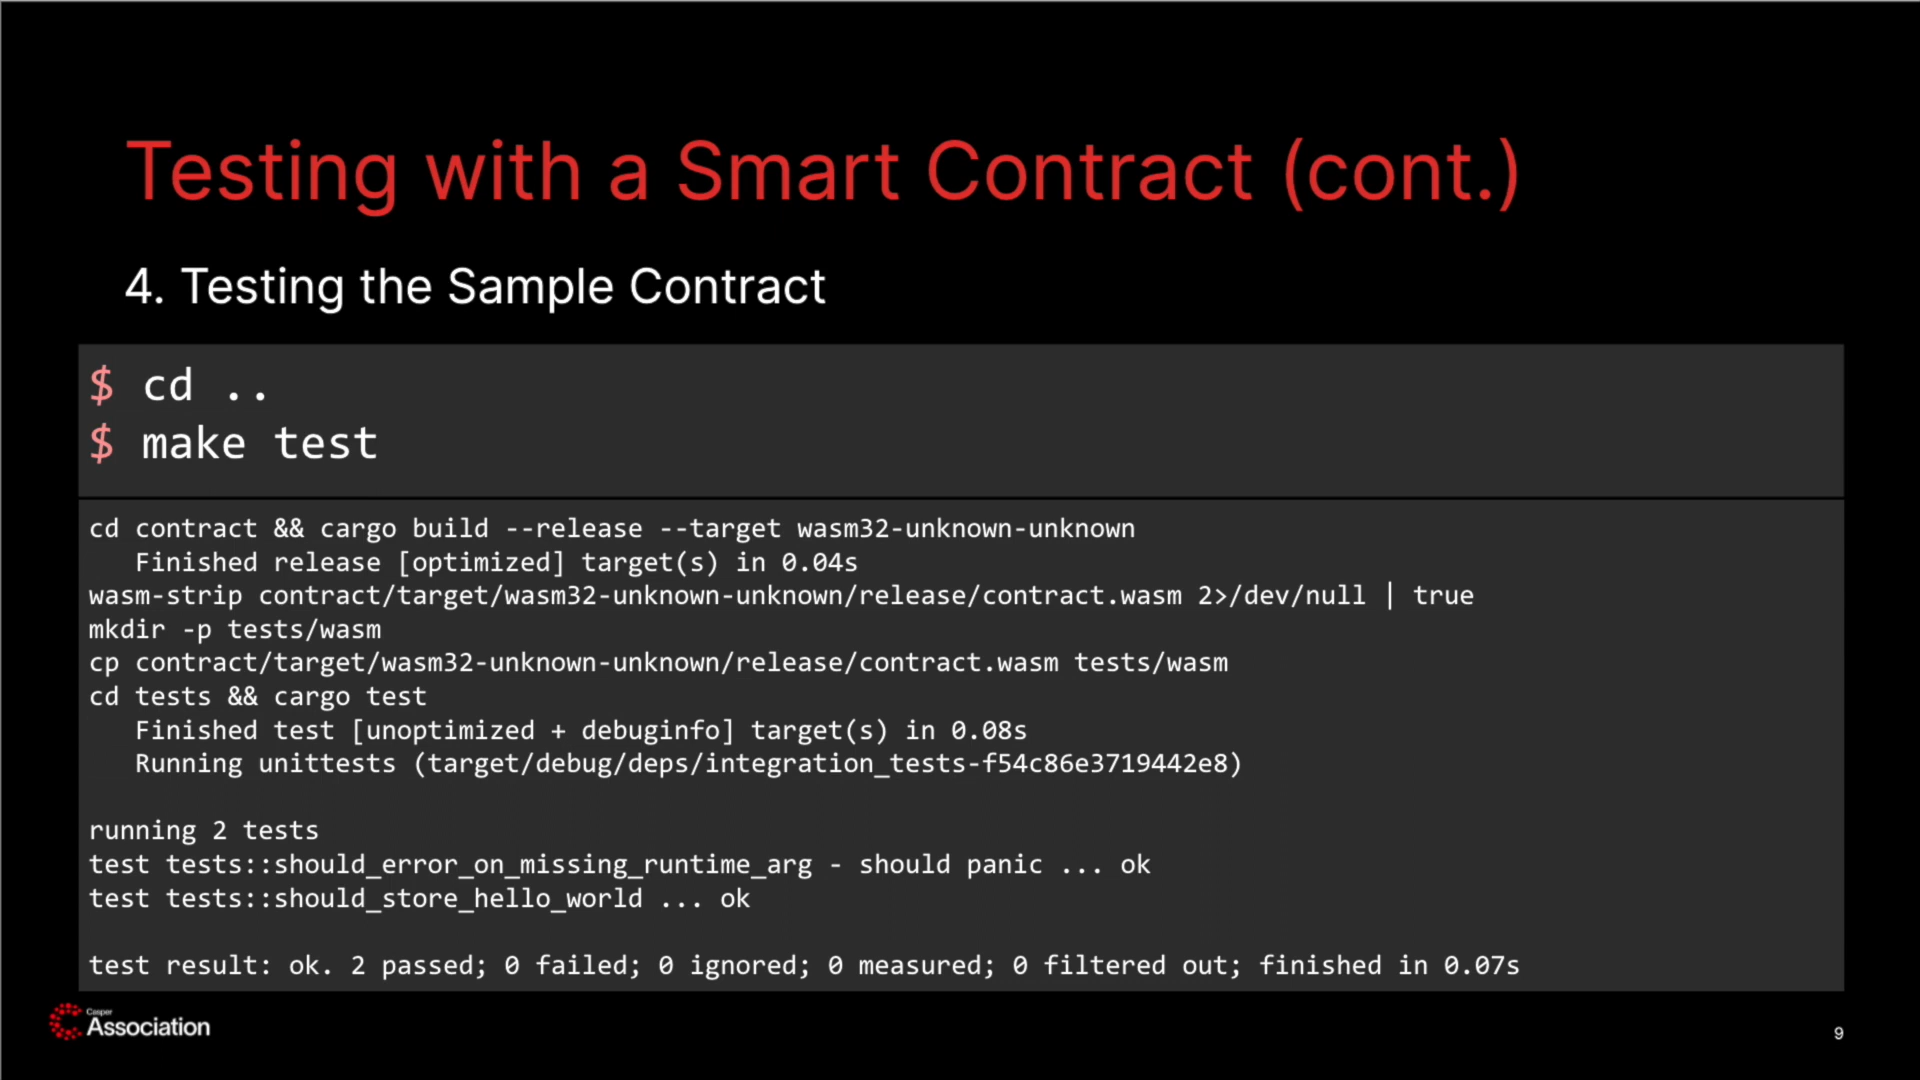 Testing with a Smart Contract (cont.)
4. Testing the Sample Contract
$ cd ..
$ make test
cd contract && cargo build --release --target wasm32-unknown-unknown
Finished release [optimized] target(s) in 0.04s
wasm-strip contract/target/wasm32-unknown-unknown/release/contract.wasm 2>/dev/null | true
mkdir -p tests/wasm
cp contract/target/wasm32-unknown-unknown/release/contract.wasm tests/wasm
cd tests && cargo test
Finished test [unoptimized + debuginfo] target(s) in 0.08s
Running unittests (target/debug/deps/integration_tests-f54c86e3719442e8)
running 2 tests
test tests::should_error_on_missing_runtime_arg - should panic ... ok
test tests::should_store_hello_world ... ok
test result: ok. 2 passed; 0 failed; 0 ignored; 0 measured; 0 filtered out; finished in 0.07s
Casper
Association
9